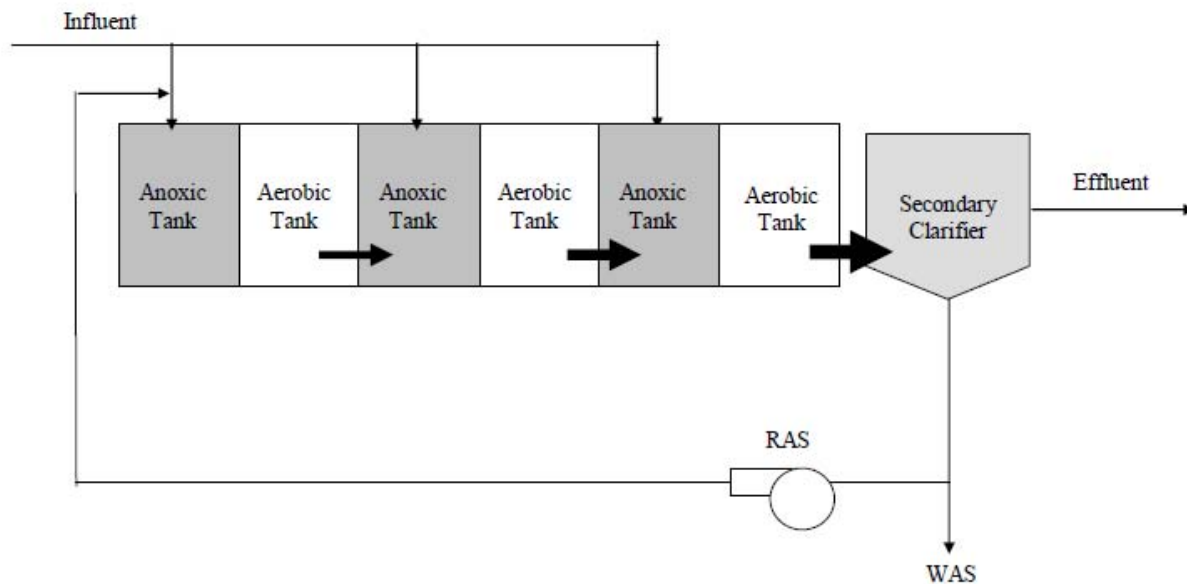 Influent
Anoxic
Tank
Aerobic
Tank
Anoxic
Tank
Aerobic
Tank
Anoxic
Tank
Aerobic
Tank
Secondary
Clarifier
Effluent
RAS
WAS